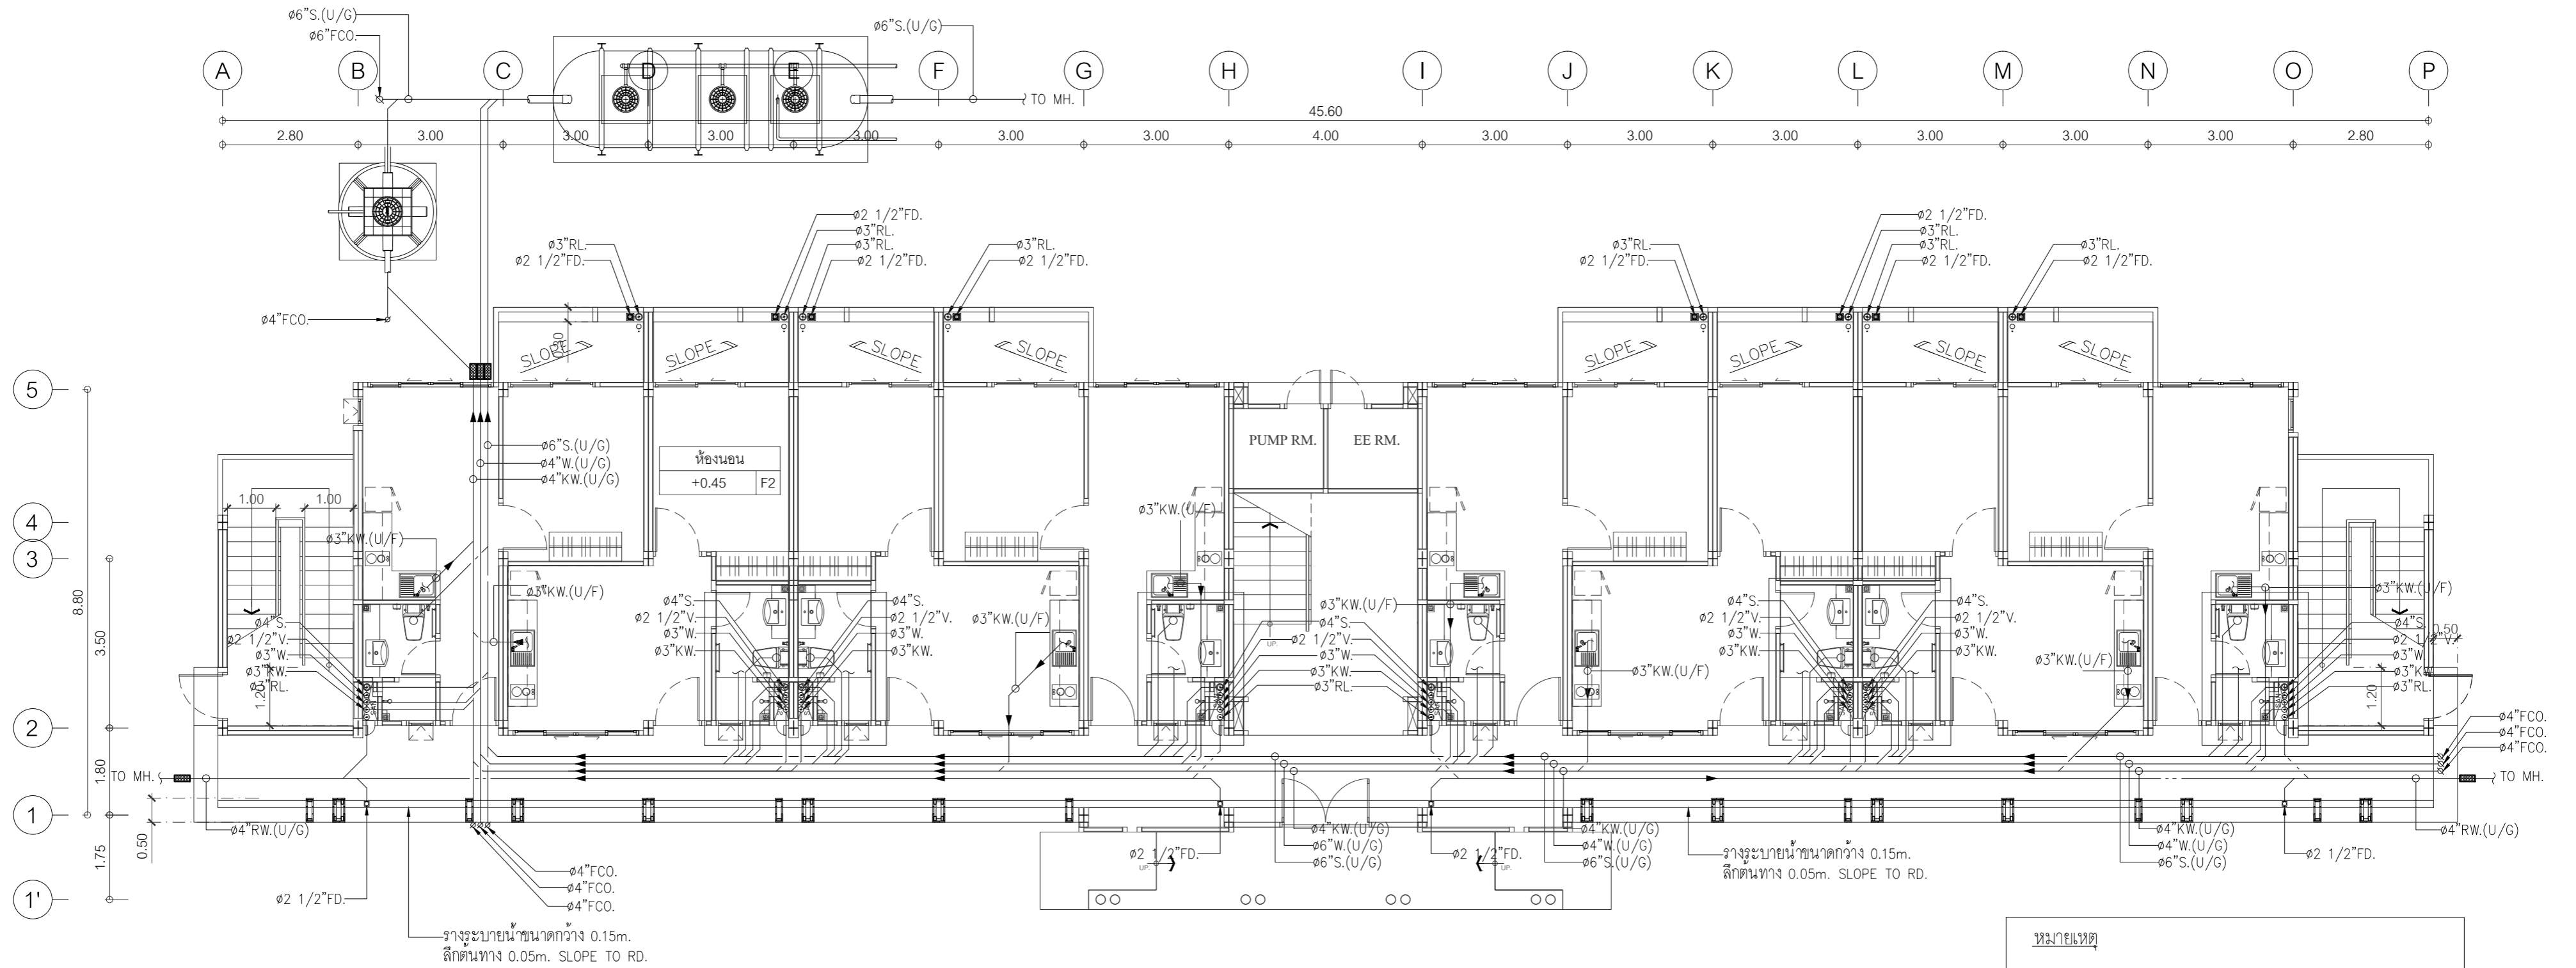 ø6"S.(U/G)
ø6"FCO.
ø6"S.(U/G)
A B C D E F G H I J K L M N O P
TO MH.
45.60
2.80 3.00 3.00 3.00 3.00 3.00 3.00 4.00 3.00 3.00 3.00 3.00 3.00 2.80
ø2 1/2"FD. ø2 1/2"FD.
ø3"RL. ø3"RL.
ø3"RL. ø3"RL. ø3"RL. ø3"RL. ø3"RL. ø3"RL.
ø2 1/2"FD. ø2 1/2"FD. ø2 1/2"FD. ø2 1/2"FD. ø2 1/2"FD. ø2 1/2"FD.
ø4"FCO.
SLOPE SLOPE SLOPE SLOPE SLOPE SLOPE SLOPE SLOPE
5
4
3
2
1
1'
8.80
3.50
1.80
1.75
0.50
ø6"S.(U/G)
ø4"W.(U/G)
ø4"KW.(U/G)
ห้องนอน
+0.45 F2
PUMP RM. EE RM.
1.00 1.00
ø3"KW.(U/F) ø3"KW.(U/F)
ø3"KW.(U/F) ø3"KW.(U/F)
ø3"KW.(U/F) ø3"KW.(U/F) ø3"KW.(U/F) ø3"KW.(U/F)
ø4"S.
ø2 1/2"V.
ø3"W.
ø3"KW.
ø3"RL.
1.20
ø4"S.
ø2 1/2"V.
ø3"W.
ø3"KW.
ø4"S.
ø2 1/2"V.
ø3"W.
ø3"KW.
UP.
ø4"S.
ø2 1/2"V.
ø3"W.
ø3"KW.
ø3"RL.
ø4"S.
ø2 1/2"V.
ø3"W.
ø3"KW.
ø4"S.
ø2 1/2"V.
ø3"W.
ø3"KW.
ø4"S.
0.50
ø2 1/2"V.
ø3"W.
ø3"KW.
ø3"RL.
1.20
ø4"FCO.
ø4"FCO.
ø4"FCO.
TO MH. TO MH.
ø4"RW.(U/G) ø4"RW.(U/G)
ø4"KW.(U/G)
ø6"W.(U/G)
ø6"S.(U/G)
ø4"KW.(U/G)
ø4"W.(U/G)
ø6"S.(U/G)
ø4"KW.(U/G)
ø4"W.(U/G)
ø6"S.(U/G)
ø2 1/2"FD. ø2 1/2"FD. ø2 1/2"FD. ø2 1/2"FD.
UP. UP.
ø4"FCO.
ø4"FCO.
ø4"FCO.
รางระบายน้ำขนาดกว้าง 0.15m.
ลึกต้นทาง 0.05m. SLOPE TO RD.
รางระบายน้ำขนาดกว้าง 0.15m.
ลึกต้นทาง 0.05m. SLOPE TO RD.
หมายเหตุ